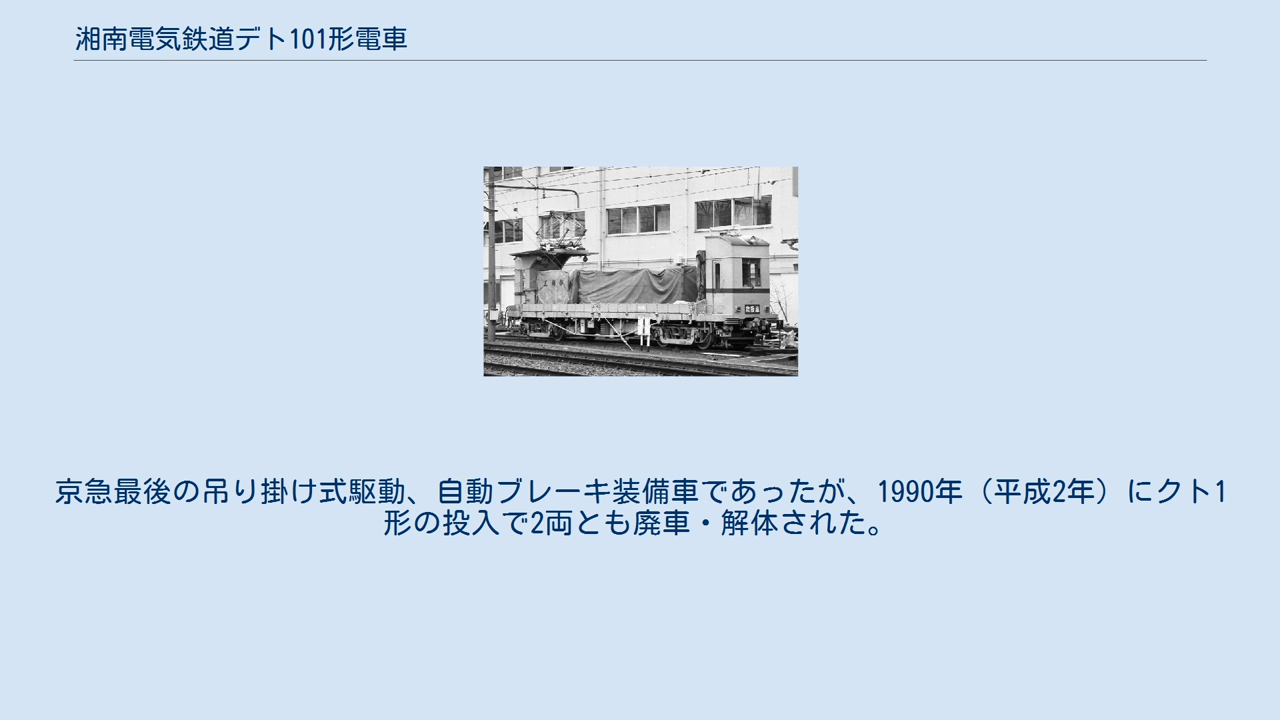 湘南電気鉄道デト101形電車
京急最後の吊り掛け式駆動、自動ブレーキ装備車であったが、1990年（平成2年）にクト1
形の投入で2両とも廃車・解体された。